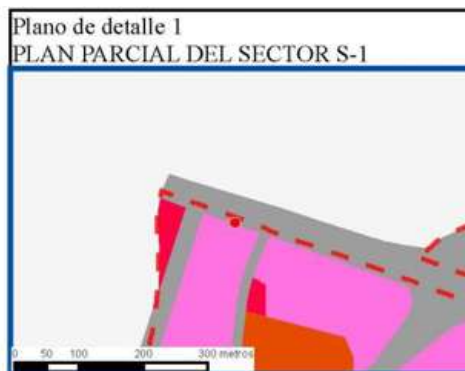 Plano de detalle 1
PLAN PARCIAL DEL SECTOR S-1
0 50 100 200 300 metros